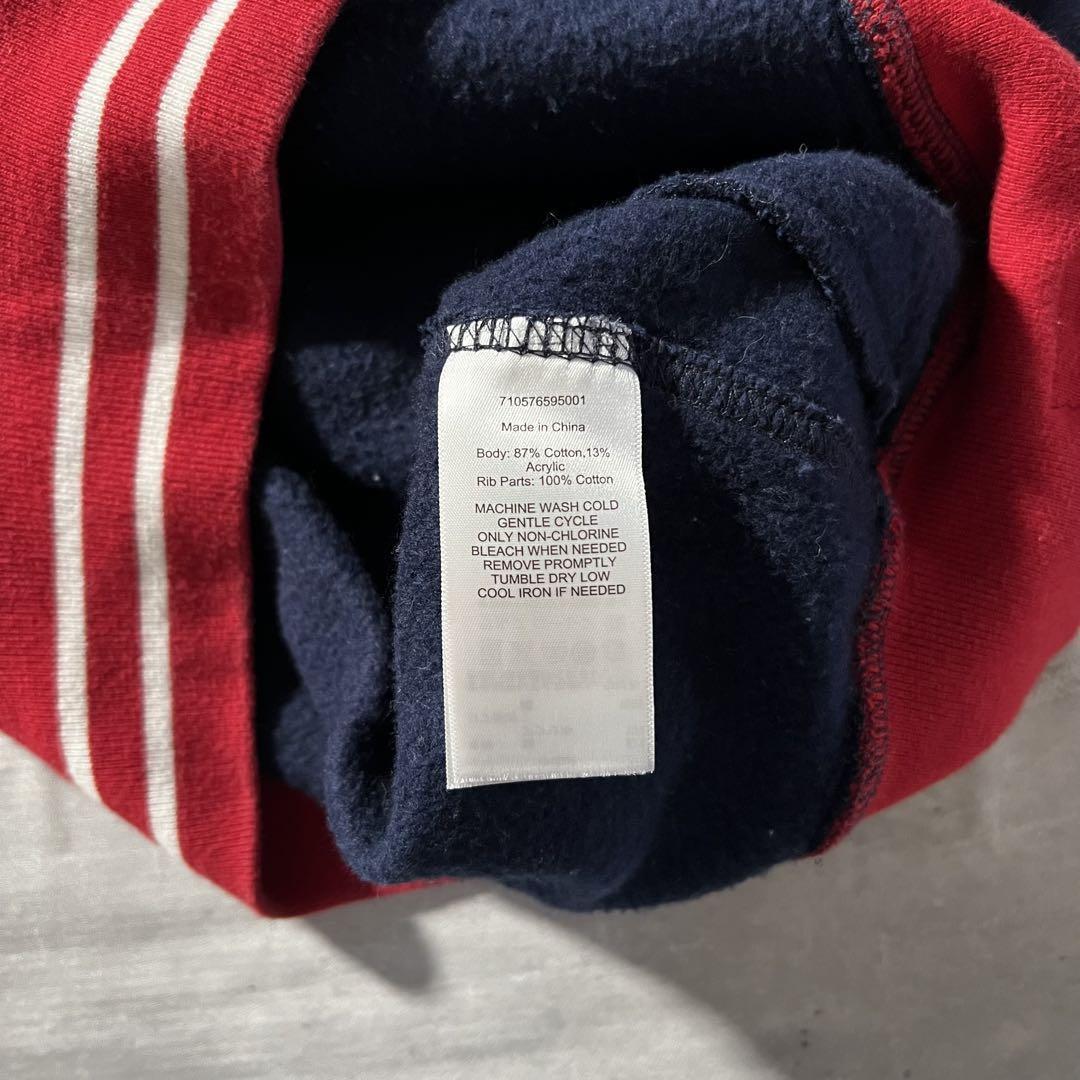 710576595001
Made in China
Body: 87% Cotton,13%
Acrylic
Rib Parts: 100% Cotton
MACHINE WASH COLD
GENTLE CYCLE
ONLY NON-CHLORINE
BLEACH WHEN NEEDED
REMOVE PROMPTLY
TUMBLE DRY LOW
COOL IRON IF NEEDED